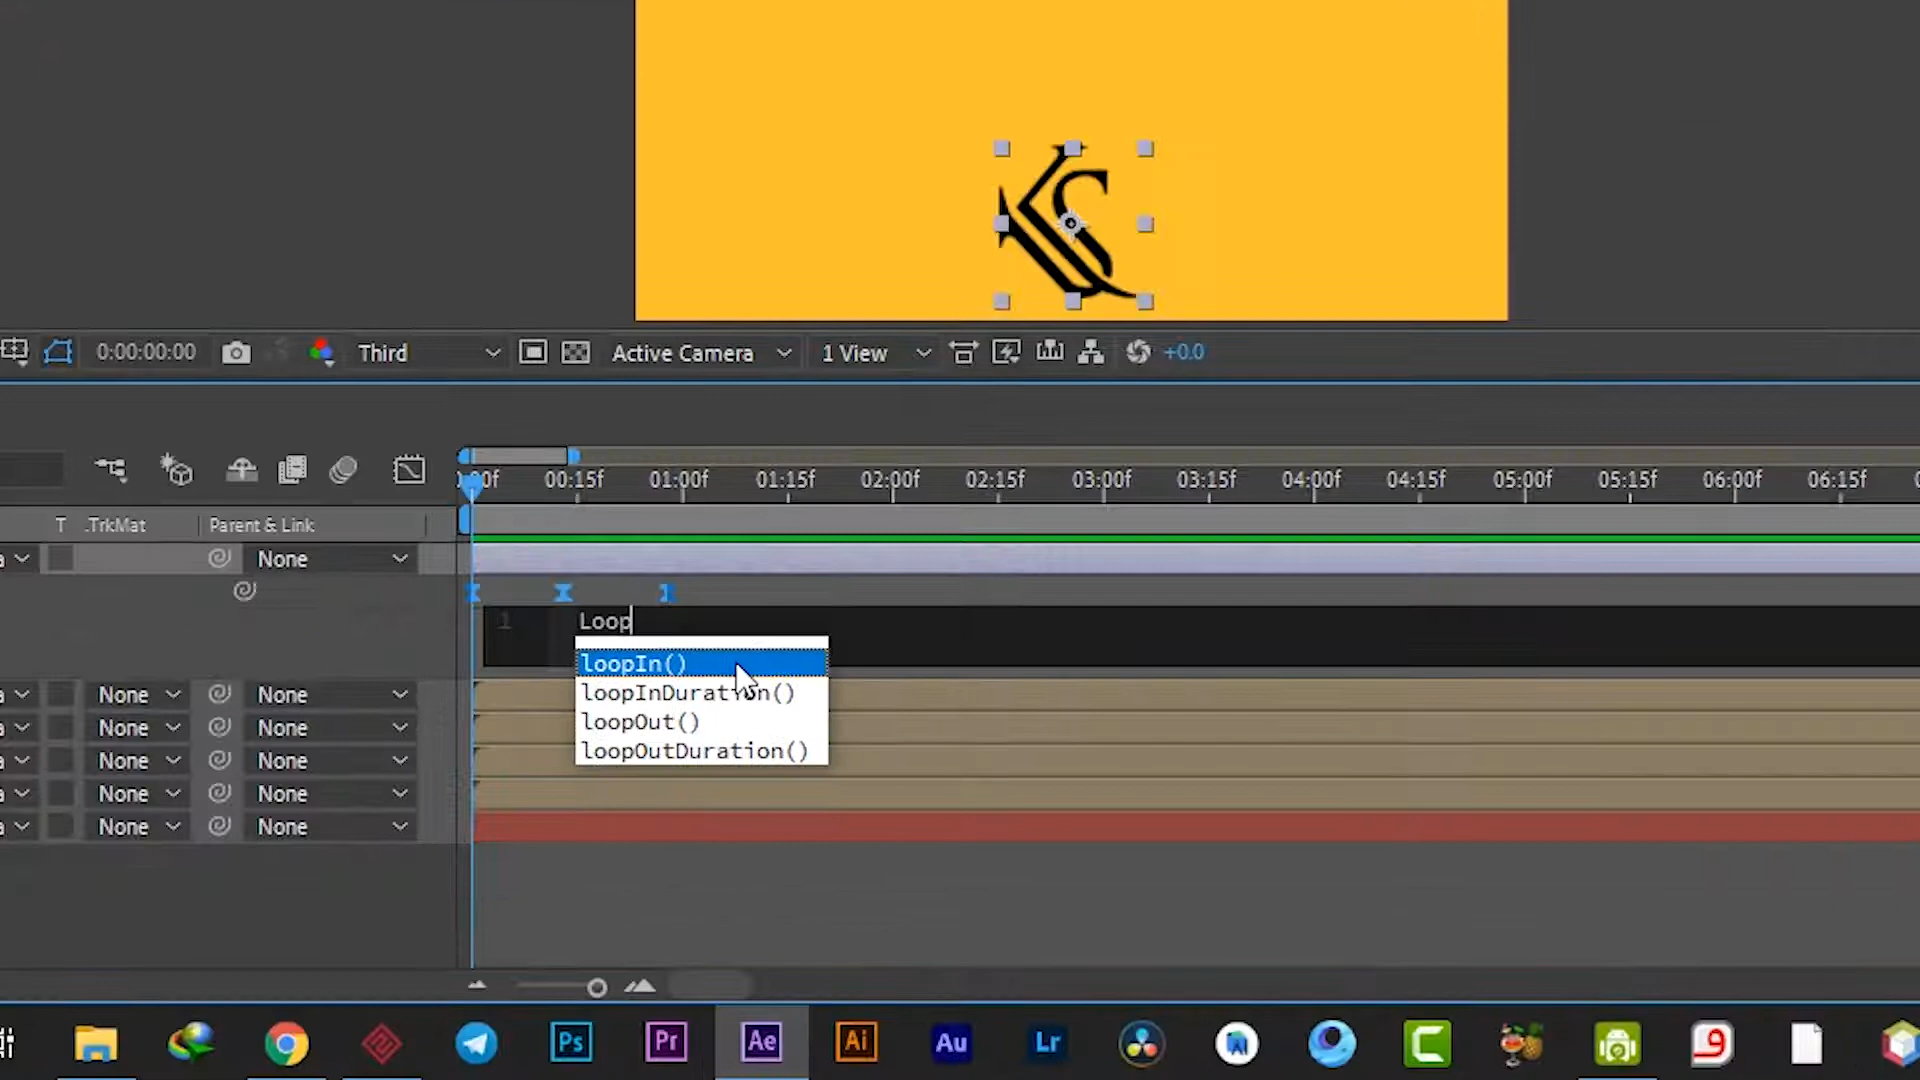 KS
0:00:00:00 Third Active Camera 1 View +0.0
:00f 00:15f 01:00f 01:15f 02:00f 02:15f 03:00f 03:15f 04:00f 04:15f 05:00f 05:15f 06:00f 06:15f
T .TrkMat Parent & Link
a None
1 Loop
loopIn()
loopInDuration()
loopOut()
loopOutDuration()
a None None
a None None
a None None
a None None
a None None
Ps Pr Ae Ai Au Lr